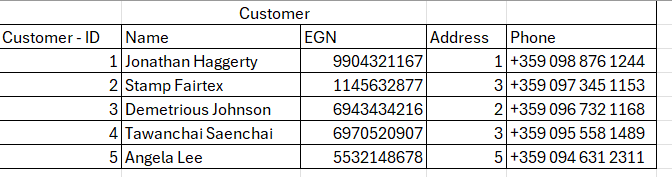 Customer
Customer - ID Name EGN Address Phone
1 Jonathan Haggerty 9904321167 1 +359 098 876 1244
2 Stamp Fairtex 1145632877 3 +359 097 345 1153
3 Demetrious Johnson 6943434216 2 +359 096 732 1168
4 Tawanchai Saenchai 6970520907 3 +359 095 558 1489
5 Angela Lee 5532148678 5 +359 094 631 2311